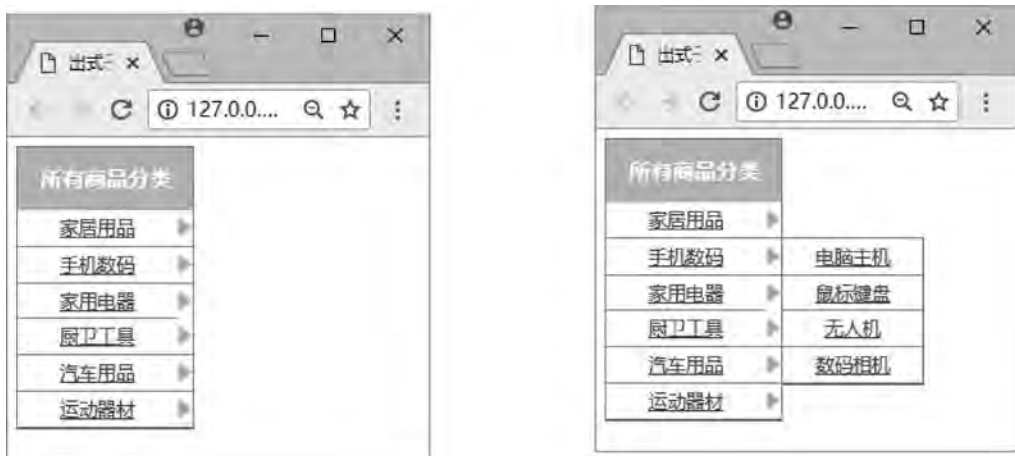 出式
127.0.0....
所有商品分类
家居用品
手机数码
家用电器
厨卫工具
汽车用品
运动器材
出式
127.0.0....
所有商品分类
家居用品
手机数码
电脑主机
家用电器
鼠标键盘
厨卫工具
无人机
汽车用品
数码相机
运动器材